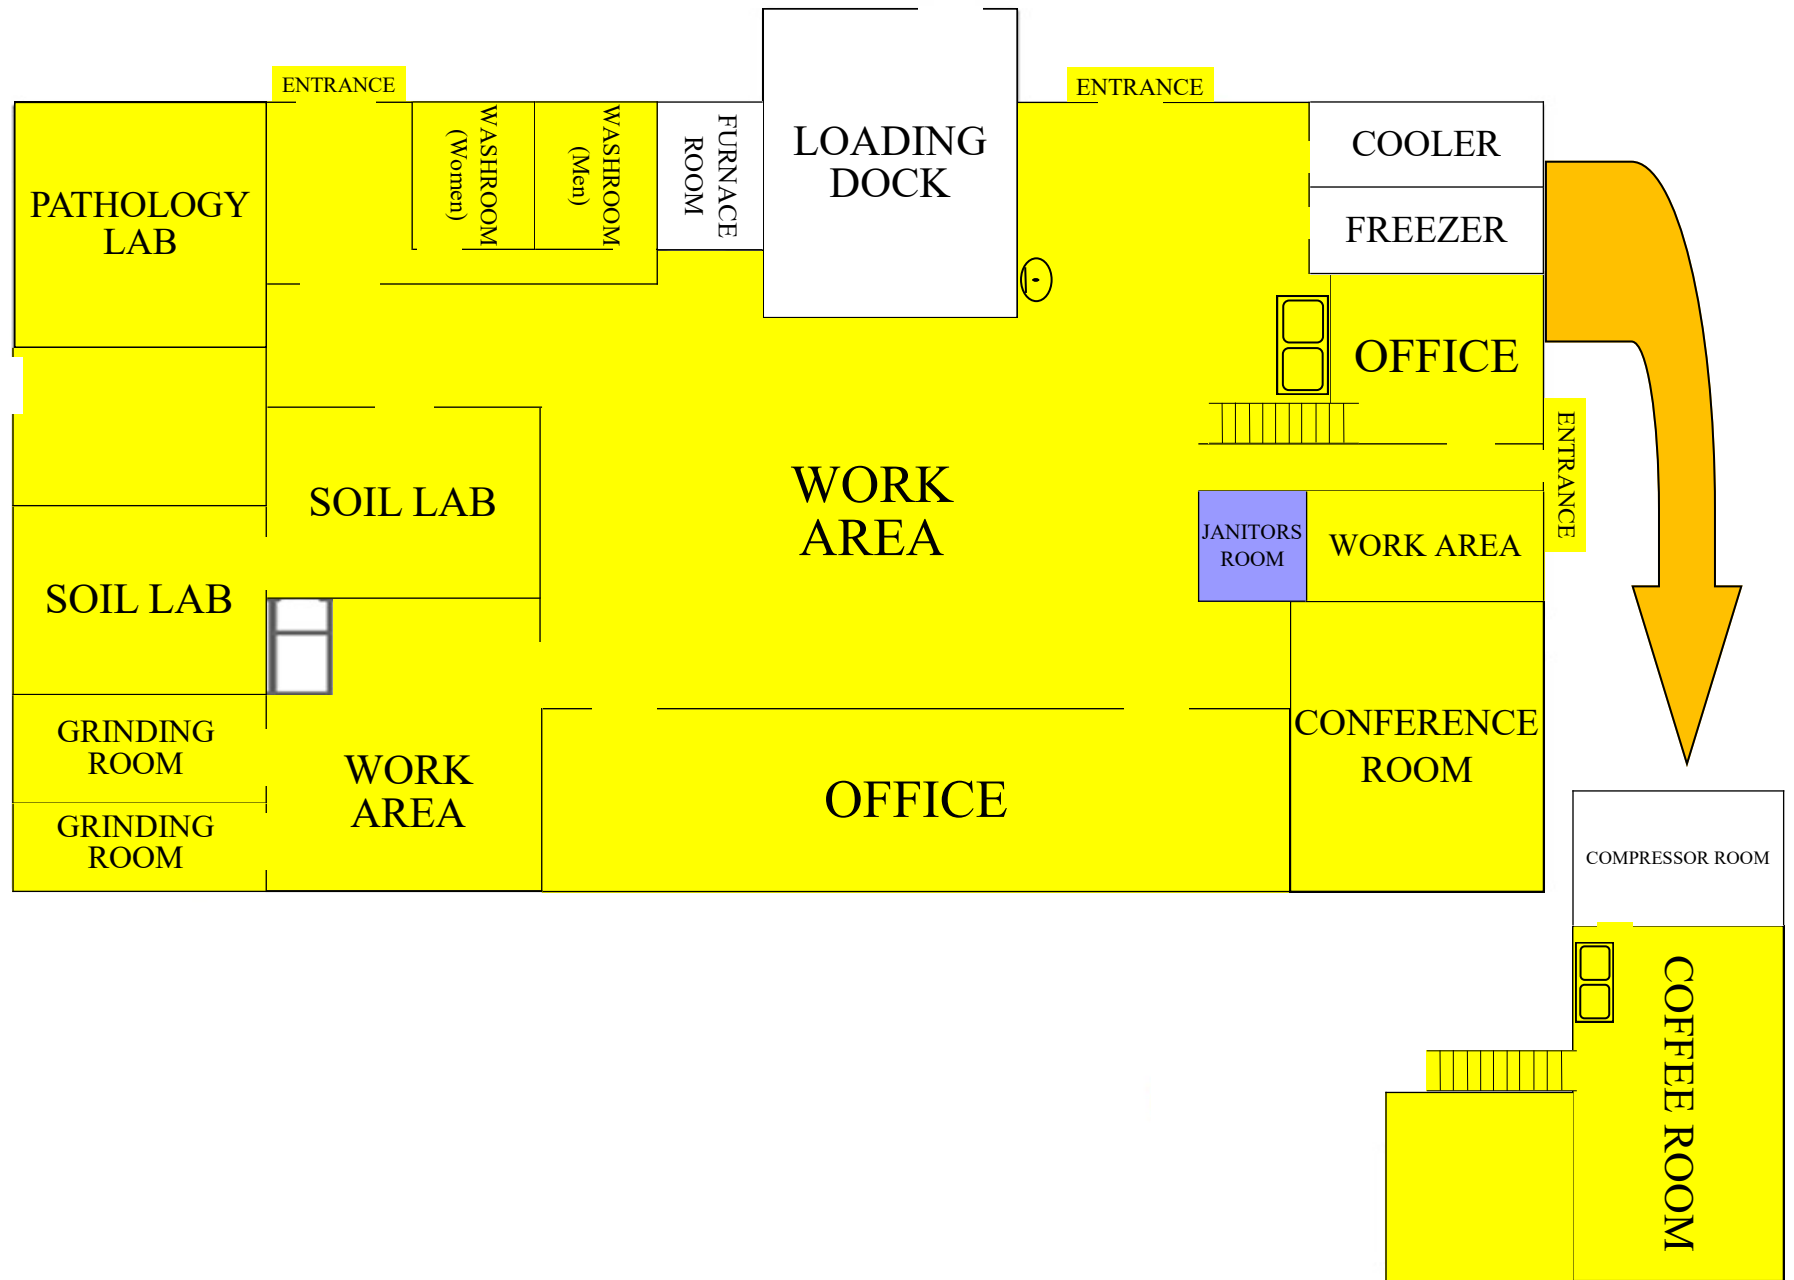 ENTRANCE
ENTRANCE
PATHOLOGY
LAB
WASHROOM
(Women)
WASHROOM
(Men)
FURNACE
ROOM
LOADING
DOCK
COOLER
FREEZER
OFFICE
ENTRANCE
SOIL LAB
WORK
AREA
JANITORS
ROOM
WORK AREA
SOIL LAB
GRINDING
ROOM
WORK
AREA
OFFICE
CONFERENCE
ROOM
GRINDING
ROOM
COMPRESSOR ROOM
COFFEE ROOM